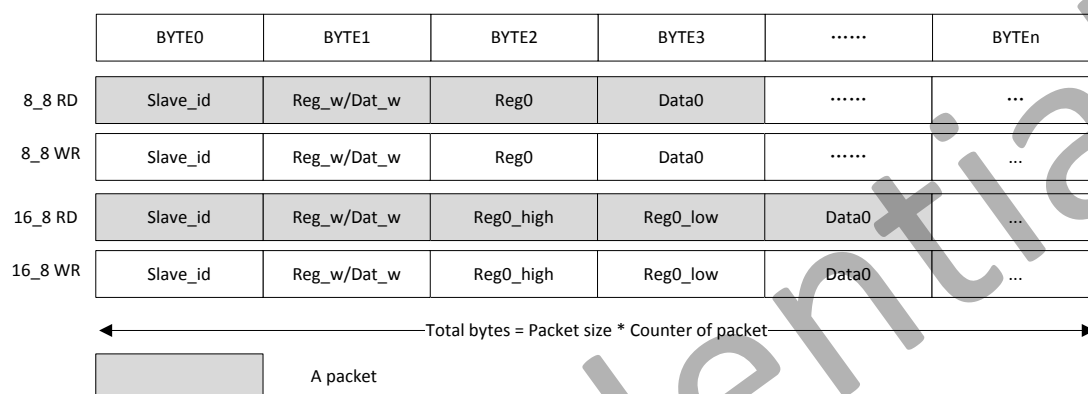 BYTE0 BYTE1 BYTE2 BYTE3 ...... BYTEn
8_8 RD Slave_id Reg_w/Dat_w Reg0 Data0 ...... ...
8_8 WR Slave_id Reg_w/Dat_w Reg0 Data0 ...... ...
16_8 RD Slave_id Reg_w/Dat_w Reg0_high Reg0_low Data0 ...
16_8 WR Slave_id Reg_w/Dat_w Reg0_high Reg0_low Data0 ...
Total bytes = Packet size * Counter of packet
A packet
entia